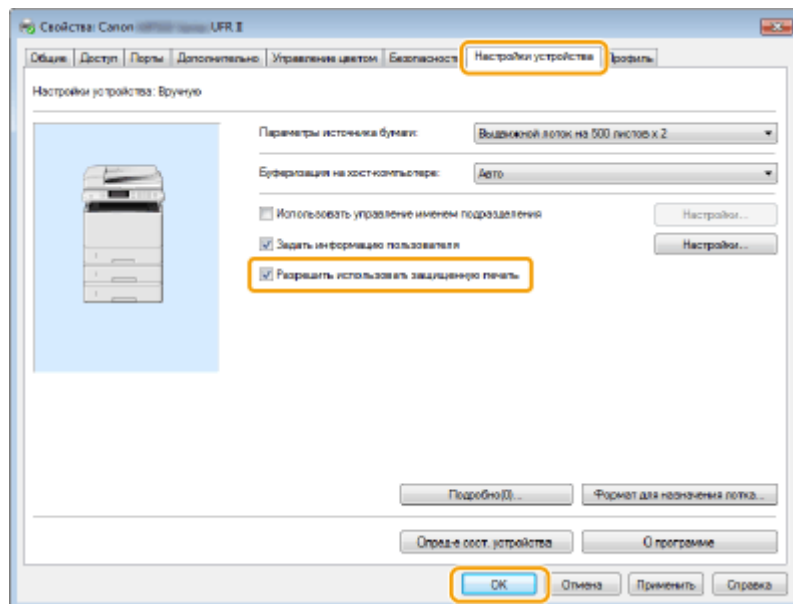 Свойства: Canon UFR II
Общие Доступ Порты Дополнительно Управление цветом Безопасность Настройки устройства Профиль
Настройки устройства: Вручную
Параметры источника бумаги: Выдвижной лоток на 500 листов x 2
Буферизация на хост-компьютере: Авто
Использовать управление именем подразделения Настройки...
Задать информацию пользователя Настройки...
Разрешить использовать защищенную печать
Подробно(0)... Формат для назначения лотка...
Опред-е сост. устройства О программе
OK Отмена Применить Справка